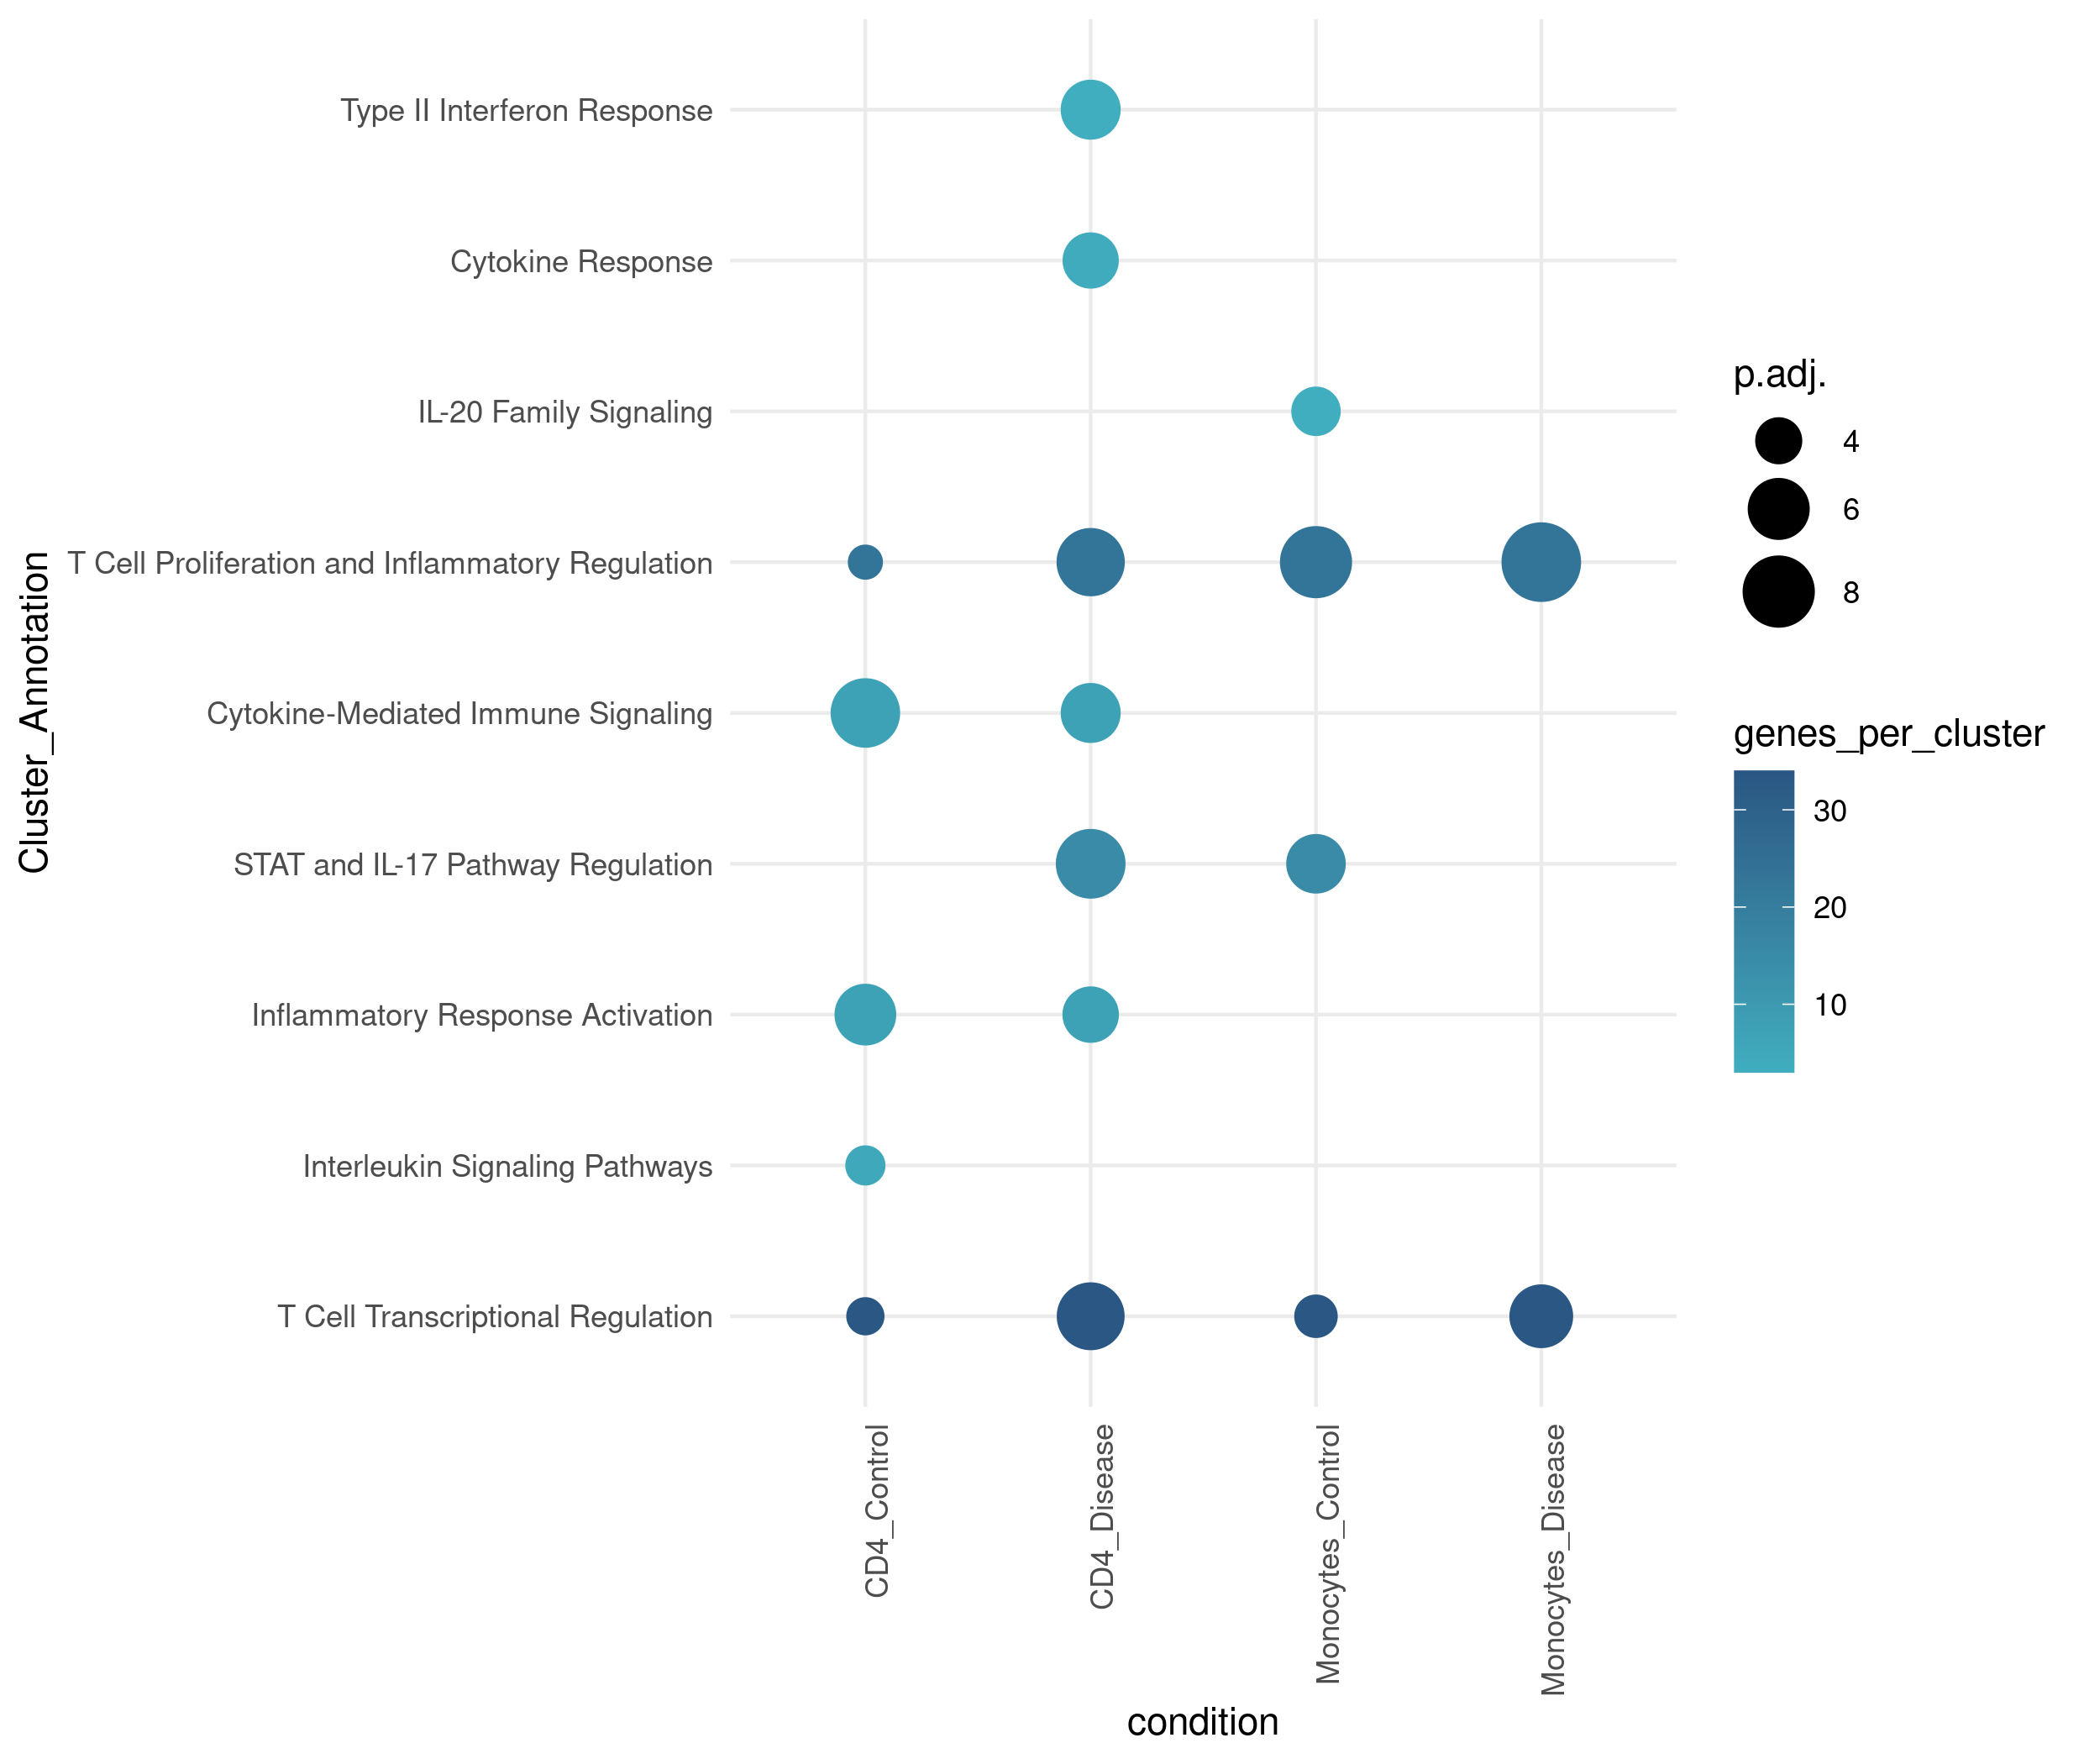 Cluster_Annotation
Type II Interferon Response
Cytokine Response
IL-20 Family Signaling
T Cell Proliferation and Inflammatory Regulation
Cytokine-Mediated Immune Signaling
STAT and IL-17 Pathway Regulation
Inflammatory Response Activation
Interleukin Signaling Pathways
T Cell Transcriptional Regulation
CD4_Control
CD4_Disease
Monocytes_Control
Monocytes_Disease
condition
p.adj.
4
6
8
genes_per_cluster
30
20
10